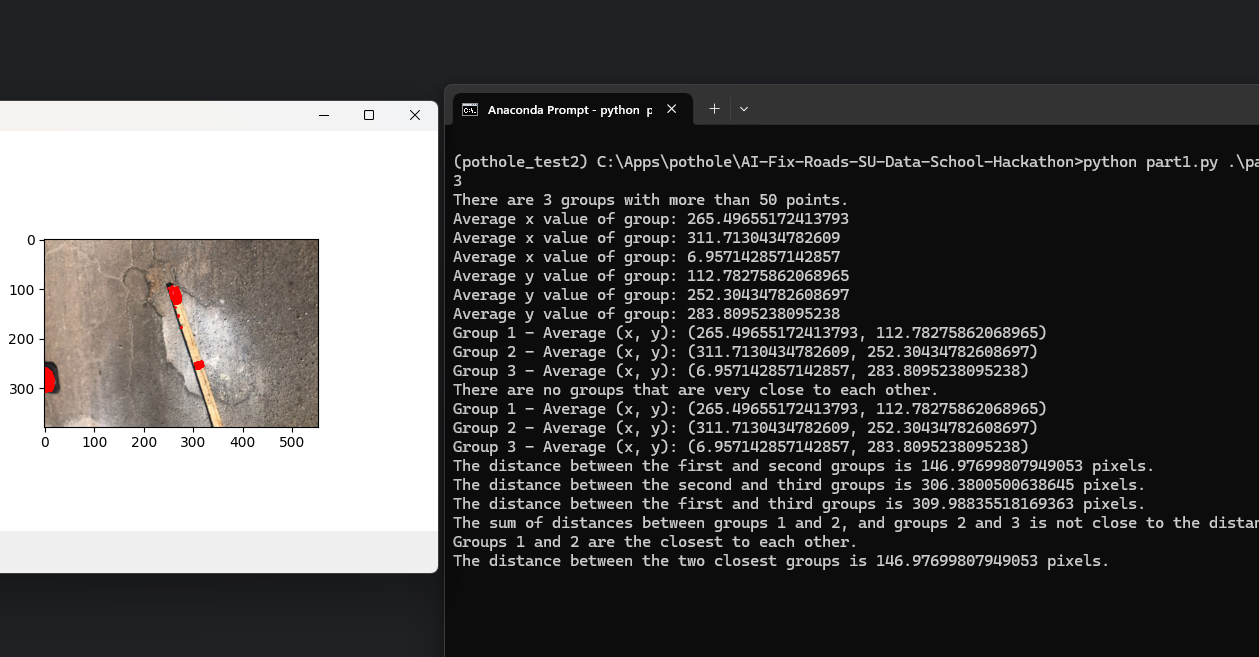 Anaconda Prompt - python p
(pothole_test2) C:\Apps\pothole\AI-Fix-Roads-SU-Data-School-Hackathon>python part1.py .\pa
3
There are 3 groups with more than 50 points.
Average x value of group: 265.49655172413793
Average x value of group: 311.7130434782609
Average x value of group: 6.957142857142857
Average y value of group: 112.78275862068965
Average y value of group: 252.30434782608697
Average y value of group: 283.8095238095238
Group 1 - Average (x, y): (265.49655172413793, 112.78275862068965)
Group 2 - Average (x, y): (311.7130434782609, 252.30434782608697)
Group 3 - Average (x, y): (6.957142857142857, 283.8095238095238)
There are no groups that are very close to each other.
Group 1 - Average (x, y): (265.49655172413793, 112.78275862068965)
Group 2 - Average (x, y): (311.7130434782609, 252.30434782608697)
Group 3 - Average (x, y): (6.957142857142857, 283.8095238095238)
The distance between the first and second groups is 146.97699807949053 pixels.
The distance between the second and third groups is 306.3800500638645 pixels.
The distance between the first and third groups is 309.98835518169363 pixels.
The sum of distances between groups 1 and 2, and groups 2 and 3 is not close to the distan
Groups 1 and 2 are the closest to each other.
The distance between the two closest groups is 146.97699807949053 pixels.
0
100
200
300
0 100 200 300 400 500